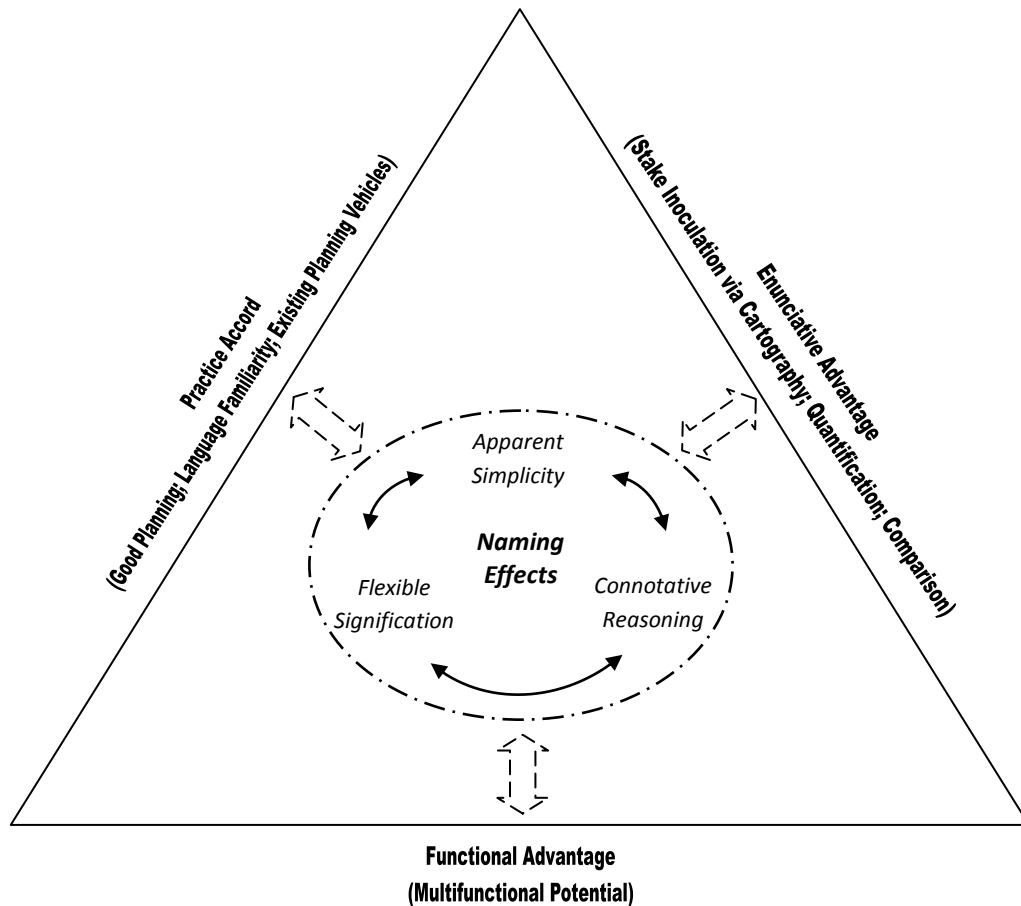 Practice Accord
(Good Planning; Language Familiarity; Existing Planning Vehicles)
Enunciative Advantage
(Stake Inoculation via Cartography; Quantification; Comparison)
Apparent
Simplicity
Naming
Effects
Flexible
Signification
Connotative
Reasoning
Functional Advantage
(Multifunctional Potential)